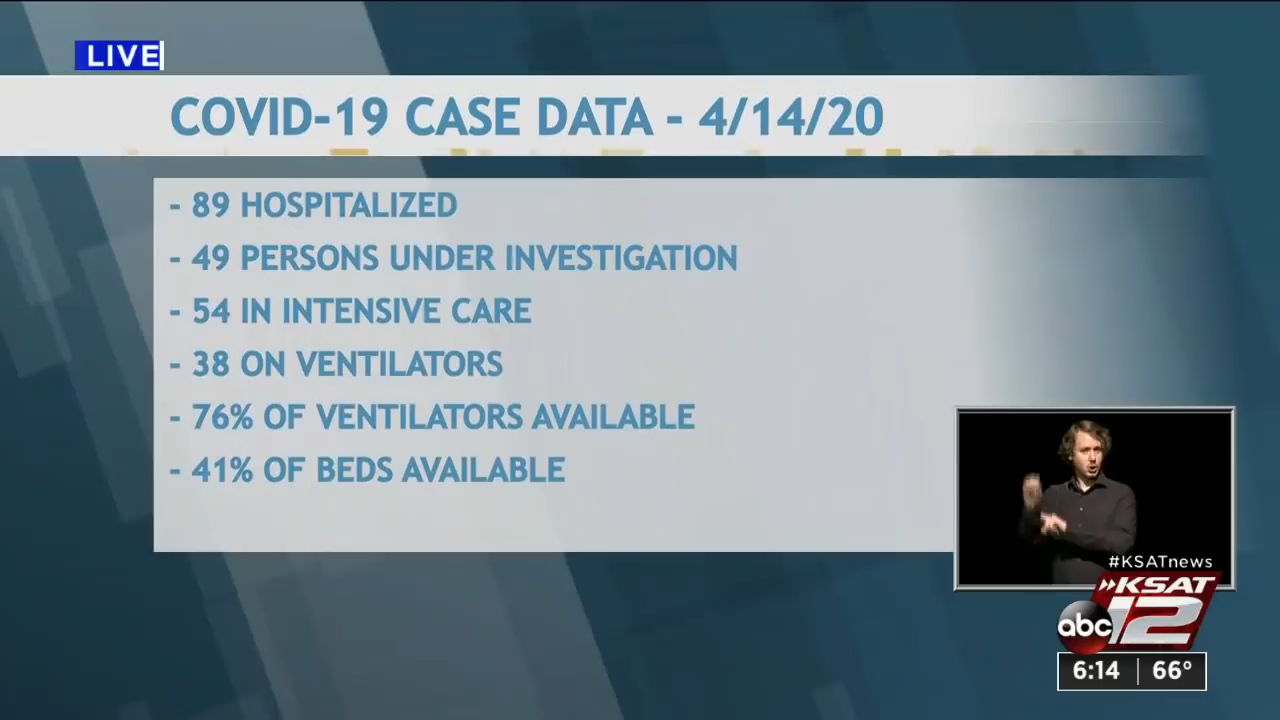 LIVE
COVID-19 CASE DATA - 4/14/20
- 89 HOSPITALIZED
- 49 PERSONS UNDER INVESTIGATION
- 54 IN INTENSIVE CARE
- 38 ON VENTILATORS
- 76% OF VENTILATORS AVAILABLE
- 41% OF BEDS AVAILABLE
#KSATnews
KSAT
abc 12
6:14 66°